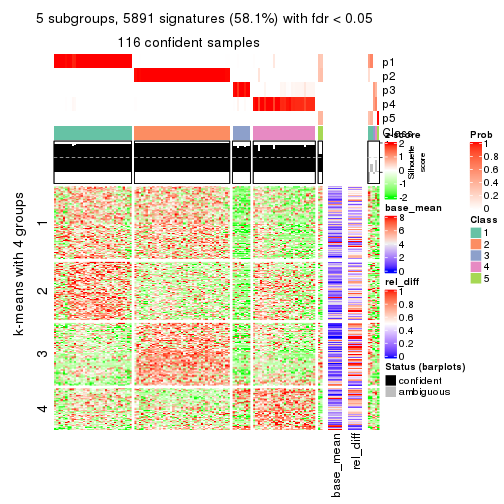 5 subgroups, 5891 signatures (58.1%) with fdr < 0.05
116 confident samples
p1
p2
p3
p4
p5
Class
k-means with 4 groups
1
2
3
4
Silhouette
score
z-score
2
1
0
-1
-2
base_mean
8
6
4
2
0
rel_diff
1
0.8
0.6
0.4
0.2
0
Status (barplots)
confident
ambiguous
Prob
1
0.8
0.6
0.4
0.2
0
Class
1
2
3
4
5
base_mean
rel_diff